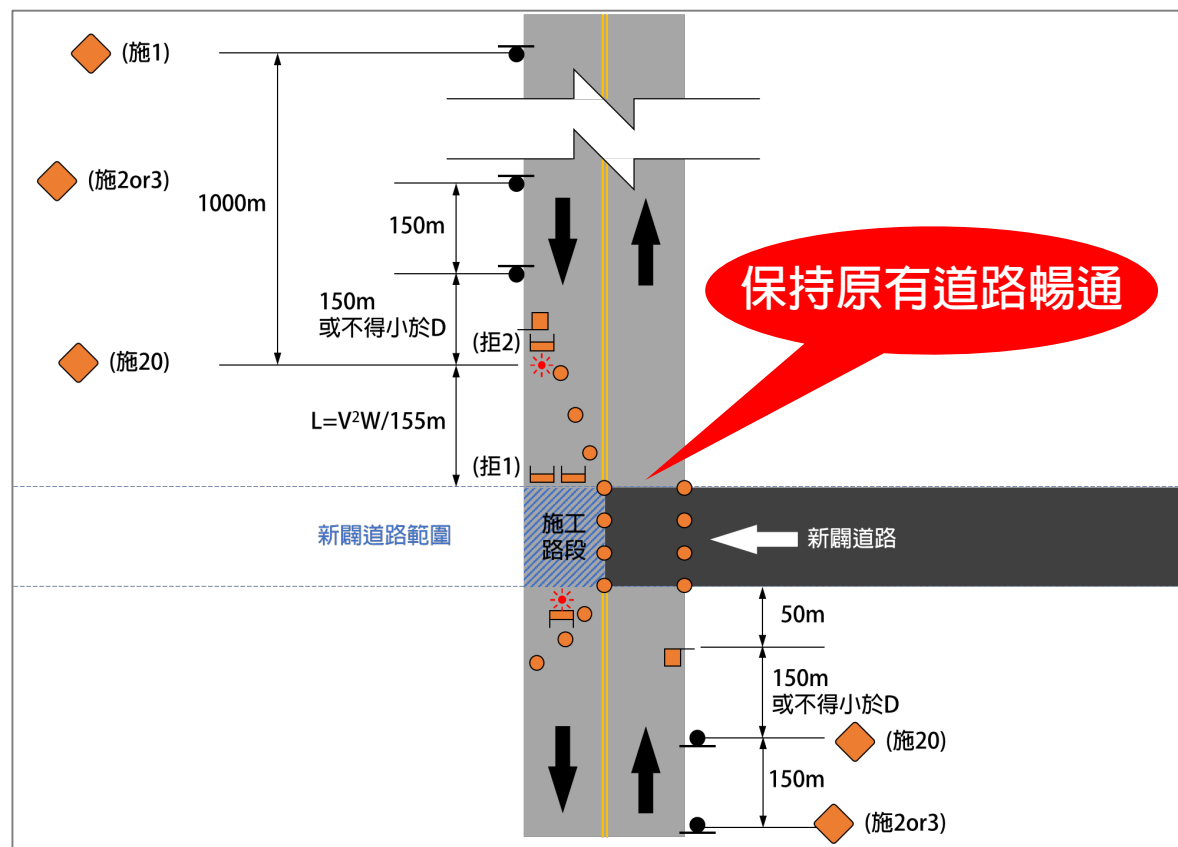 (施1)
(施2or3)
1000m
150m
150m
或不得小於D
(拒2)
(施20)
L=V²W/155m
(拒1)
保持原有道路暢通
新闢道路範圍
施工
路段
新闢道路
50m
150m
或不得小於D
(施20)
150m
(施2or3)